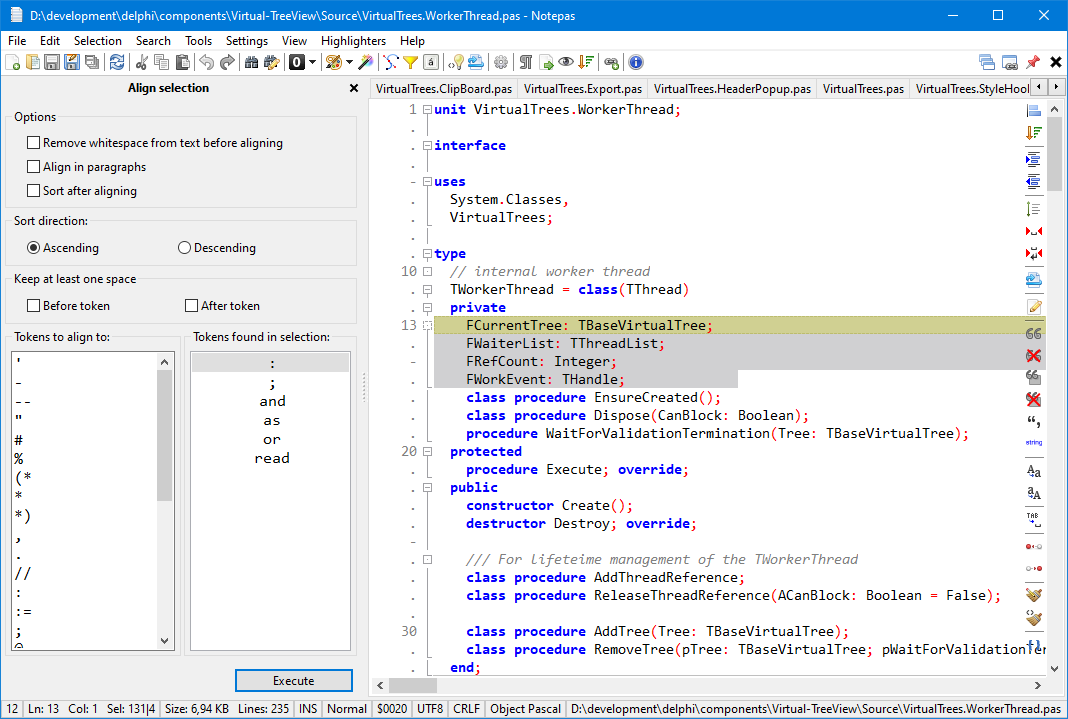 D:\development\delphi\components\Virtual-TreeView\Source\VirtualTrees.WorkerThread.pas - Notepas
File Edit Selection Search Tools Settings View Highlighters Help
0
á
Align selection
Options
Remove whitespace from text before aligning
Align in paragraphs
Sort after aligning
Sort direction:
Ascending Descending
Keep at least one space
Before token After token
Tokens to align to: Tokens found in selection:
'
-
--
"
#
%
(*
*
*)
,
.
//
:
:=
;
@
:
;
and
as
or
read
Execute
VirtualTrees.ClipBoard.pas VirtualTrees.Export.pas VirtualTrees.HeaderPopup.pas VirtualTrees.pas VirtualTrees.StyleHool
1 unit VirtualTrees.WorkerThread;
interface
uses
System.Classes,
VirtualTrees;
type
10 // internal worker thread
TWorkerThread = class(TThread)
private
13 FCurrentTree: TBaseVirtualTree;
FWaiterList: TThreadList;
FRefCount: Integer;
FWorkEvent: THandle;
class procedure EnsureCreated();
class procedure Dispose(CanBlock: Boolean);
procedure WaitForValidationTermination(Tree: TBaseVirtualTree);
20 protected
procedure Execute; override;
public
constructor Create();
destructor Destroy; override;
/// For lifeteime management of the TWorkerThread
class procedure AddThreadReference;
class procedure ReleaseThreadReference(ACanBlock: Boolean = False);
30 class procedure AddTree(Tree: TBaseVirtualTree);
class procedure RemoveTree(pTree: TBaseVirtualTree; pWaitForValidationTer
end;
string
Aa
aA
TAB
12 Ln: 13 Col: 1 Sel: 131|4 Size: 6,94 KB Lines: 235 INS Normal $0020 UTF8 CRLF Object Pascal D:\development\delphi\components\Virtual-TreeView\Source\VirtualTrees.WorkerThread.pas